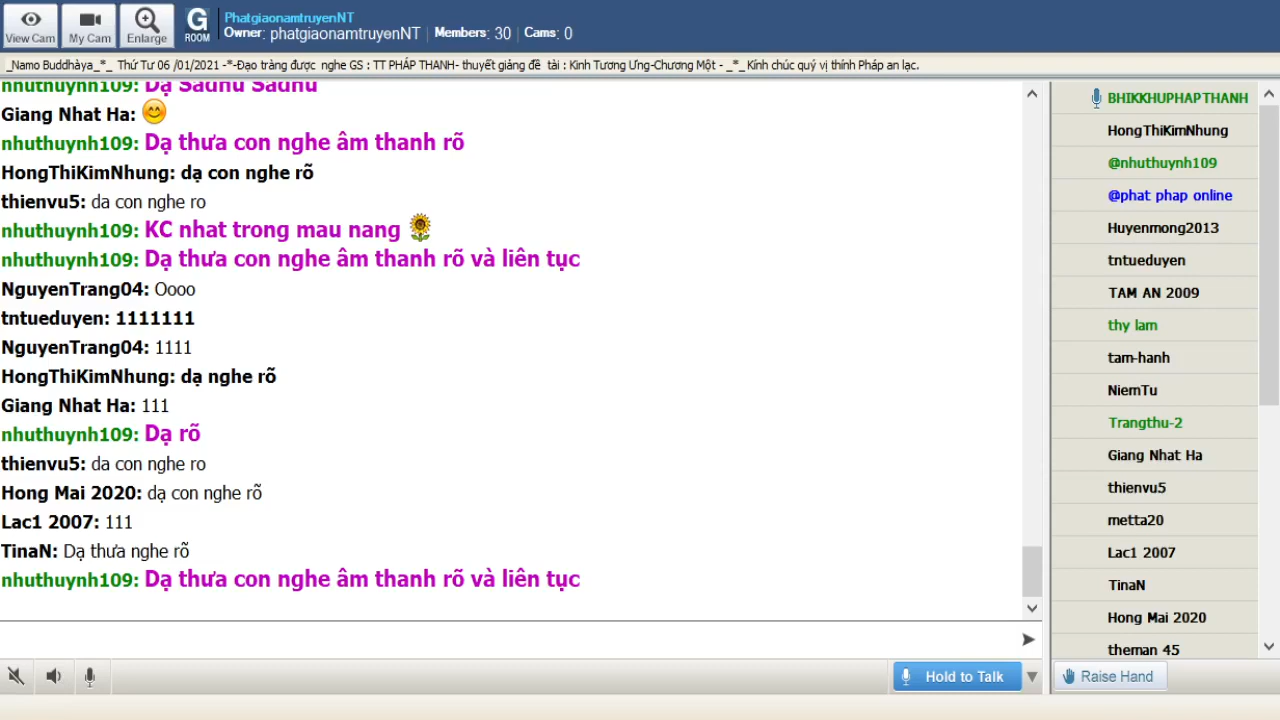 View Cam
My Cam
Enlarge
G
ROOM
PhatgiaonamtruyenNT
Owner: phatgiaonamtruyenNT | Members: 30 | Cams: 0
_Namo Buddhàya_*_ Thứ Tư 06 /01/2021 -*-Đạo tràng được nghe GS : TT PHÁP THANH- thuyết giảng đề tài : Kinh Tương Ưng-Chương Một - _*_ Kính chúc quý vị thính Pháp an lạc.
nhuthuynh109: Dạ Sadhu Sadhu
Giang Nhat Ha:
nhuthuynh109: Dạ thưa con nghe âm thanh rõ
HongThiKimNhung: dạ con nghe rõ
thienvu5: da con nghe ro
nhuthuynh109: KC nhat trong mau nang
nhuthuynh109: Dạ thưa con nghe âm thanh rõ và liên tục
NguyenTrang04: Oooo
tntueduyen: 1111111
NguyenTrang04: 1111
HongThiKimNhung: dạ nghe rõ
Giang Nhat Ha: 111
nhuthuynh109: Dạ rõ
thienvu5: da con nghe ro
Hong Mai 2020: dạ con nghe rõ
Lac1 2007: 111
TinaN: Dạ thưa nghe rõ
nhuthuynh109: Dạ thưa con nghe âm thanh rõ và liên tục
Hold to Talk
BHIKKHUPHAPTHANH
HongThiKimNhung
@nhuthuynh109
@phat phap online
Huyenmong2013
tntueduyen
TAM AN 2009
thy lam
tam-hanh
NiemTu
Trangthu-2
Giang Nhat Ha
thienvu5
metta20
Lac1 2007
TinaN
Hong Mai 2020
theman 45
Raise Hand